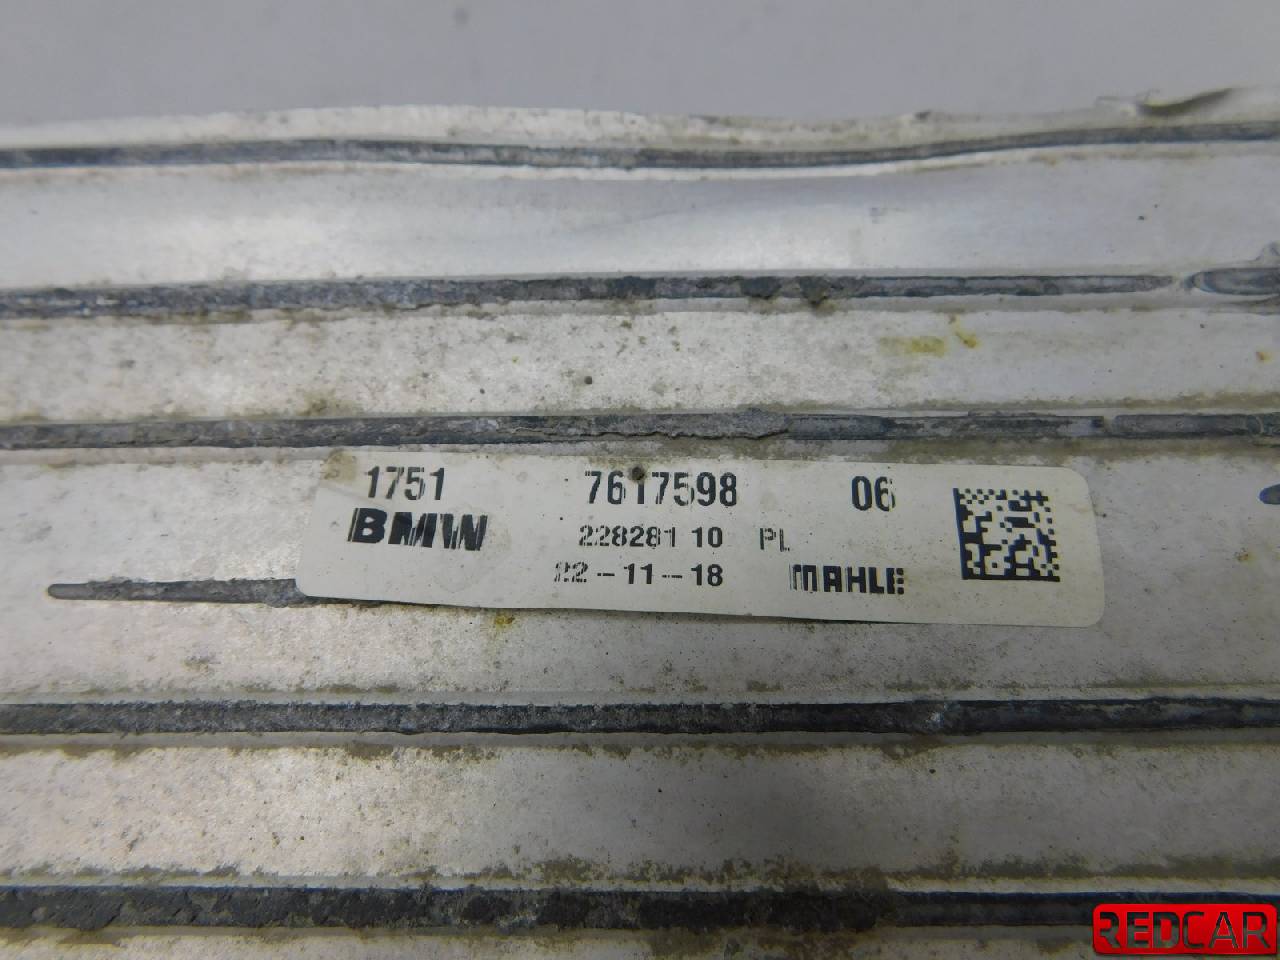 1751 7617598 06
BMW 228281 10 PL
22-11-18 MAHLE
REDCAR